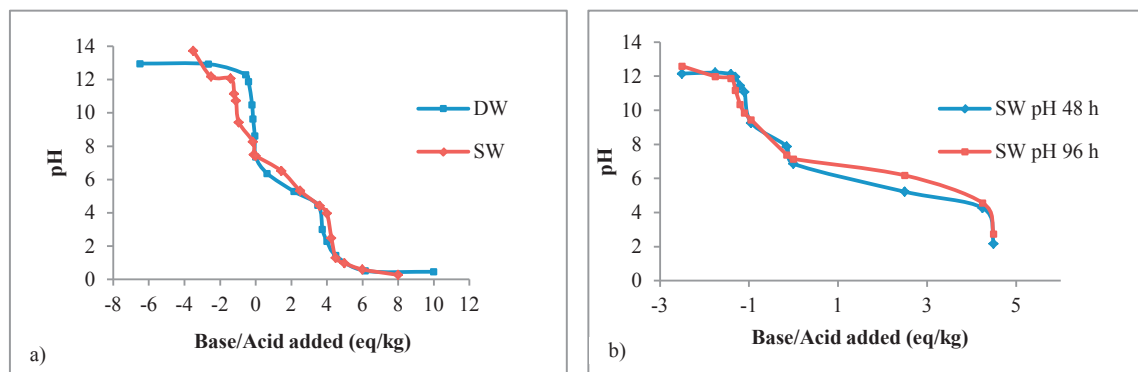 14
12
10
8
6
4
2
0
pH
-8 -6 -4 -2 0 2 4 6 8 10 12
Base/Acid added (eq/kg)
a)
DW
SW
14
12
10
8
6
4
2
0
pH
-3 -1 1 3 5
Base/Acid added (eq/kg)
b)
SW pH 48 h
SW pH 96 h